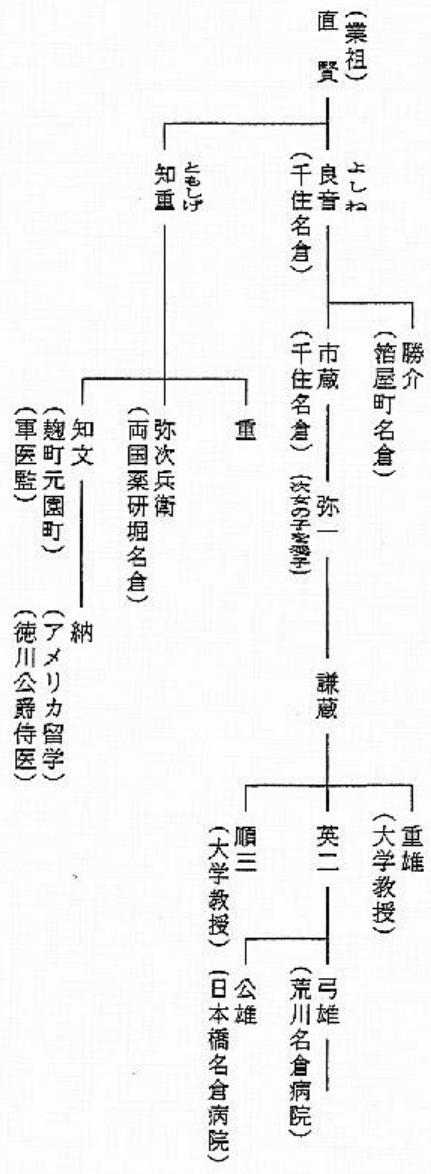 (業祖)
直賢
よしね
良音
(千住名倉)
ともしげ
知重
勝介
(箔屋町名倉)
市蔵
(千住名倉)
重
弥次兵衛
(両国薬研堀名倉)
知文
(麹町元園町)
(軍医監)
弥一
(次女の子を養子)
納
(アメリカ留学)
(徳川公爵侍医)
謙蔵
重雄
(大学教授)
英二
順三
(大学教授)
弓雄
(荒川名倉病院)
公雄
(日本橋名倉病院)